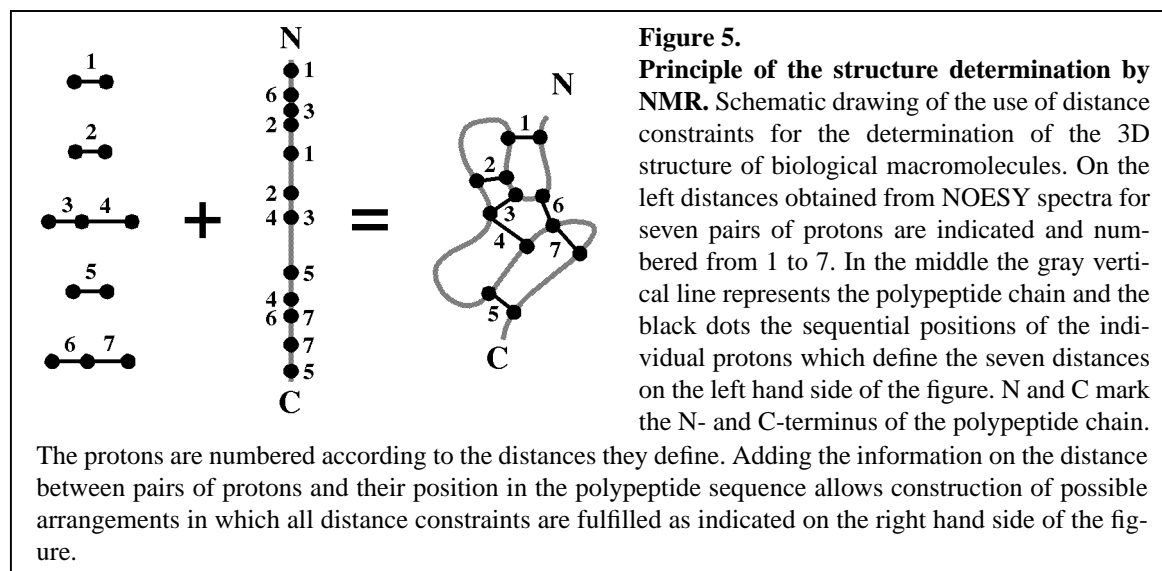 1
2
3 4
5
6 7
+
N
1
6
3
2
1
2
4 3
5
4
6 7
7
5
C
=
N
1
2
3
6
4
7
5
C
Figure 5.
Principle of the structure determination by
NMR. Schematic drawing of the use of distance
constraints for the determination of the 3D
structure of biological macromolecules. On the
left distances obtained from NOESY spectra for
seven pairs of protons are indicated and num-
bered from 1 to 7. In the middle the gray verti-
cal line represents the polypeptide chain and the
black dots the sequential positions of the indi-
vidual protons which define the seven distances
on the left hand side of the figure. N and C mark
the N- and C-terminus of the polypeptide chain.
The protons are numbered according to the distances they define. Adding the information on the distance
between pairs of protons and their position in the polypeptide sequence allows construction of possible
arrangements in which all distance constraints are fulfilled as indicated on the right hand side of the fig-
ure.